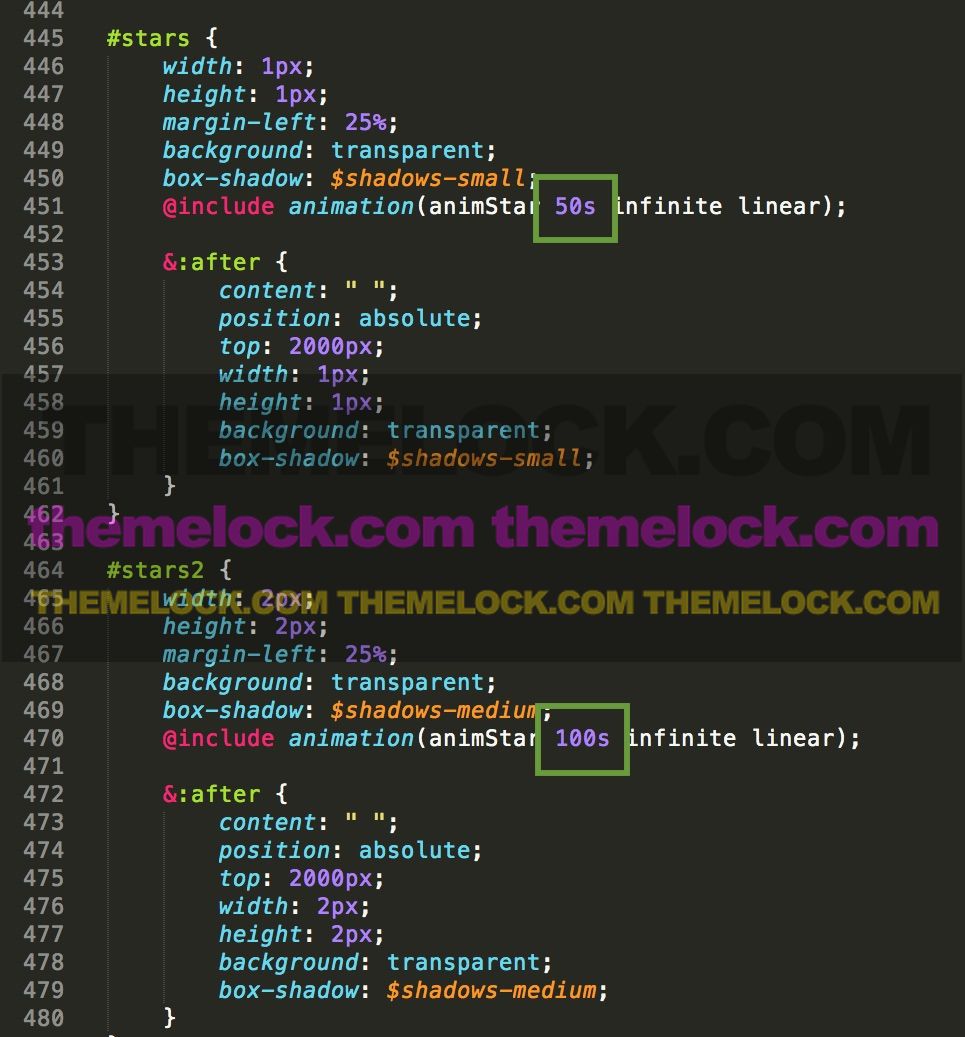 444
445 #stars {
446 width: 1px;
447 height: 1px;
448 margin-left: 25%;
449 background: transparent;
450 box-shadow: $shadows-small;
451 @include animation(animStar 50s infinite linear);
452
453 &:after {
454 content: " ";
455 position: absolute;
456 top: 2000px;
457 width: 1px;
458 height: 1px;
THEMELOCK.COM
459 background: transparent;
460 box-shadow: $shadows-small;
461 }
462 }
themelock.com themelock.com
463
464 #stars2 {
465 width: 2px;
THEMELOCK.COM THEMELOCK.COM THEMELOCK.COM
466 height: 2px;
467 margin-left: 25%;
468 background: transparent;
469 box-shadow: $shadows-medium;
470 @include animation(animStar 100s infinite linear);
471
472 &:after {
473 content: " ";
474 position: absolute;
475 top: 2000px;
476 width: 2px;
477 height: 2px;
478 background: transparent;
479 box-shadow: $shadows-medium;
480 }